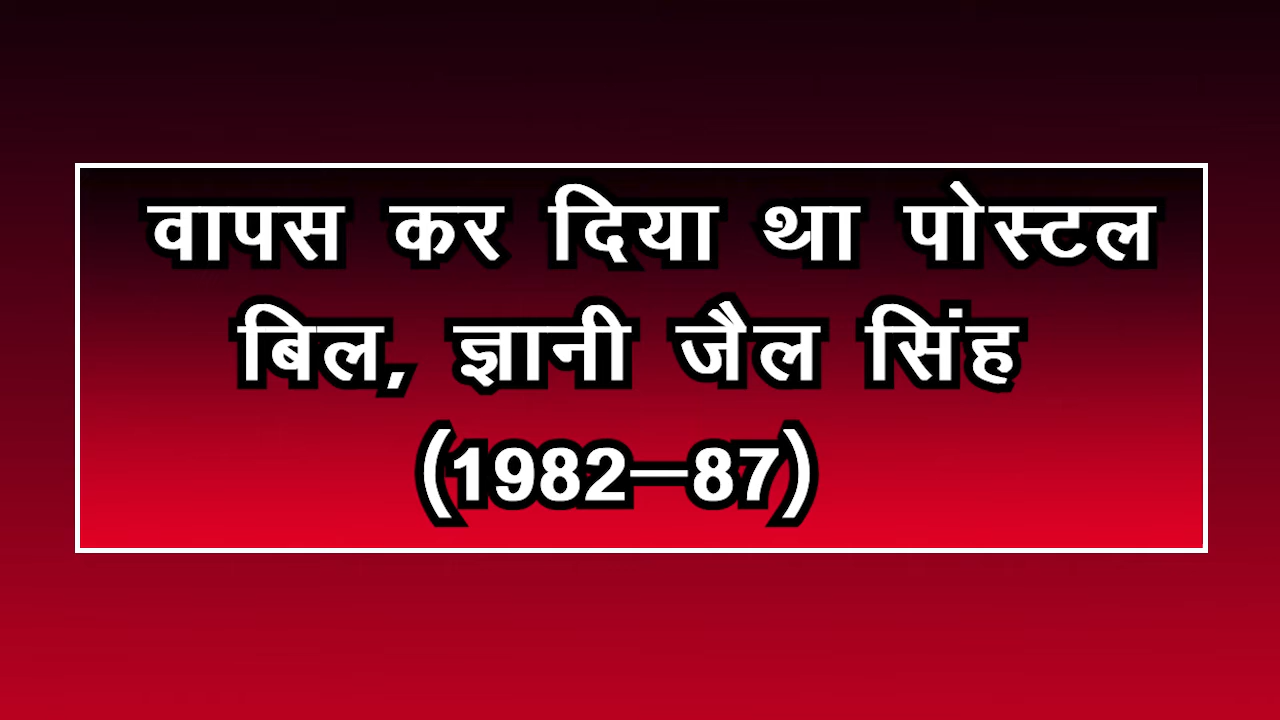 वापस कर दिया था पोस्टल
बिल, ज्ञानी जैल सिंह
(1982–87)